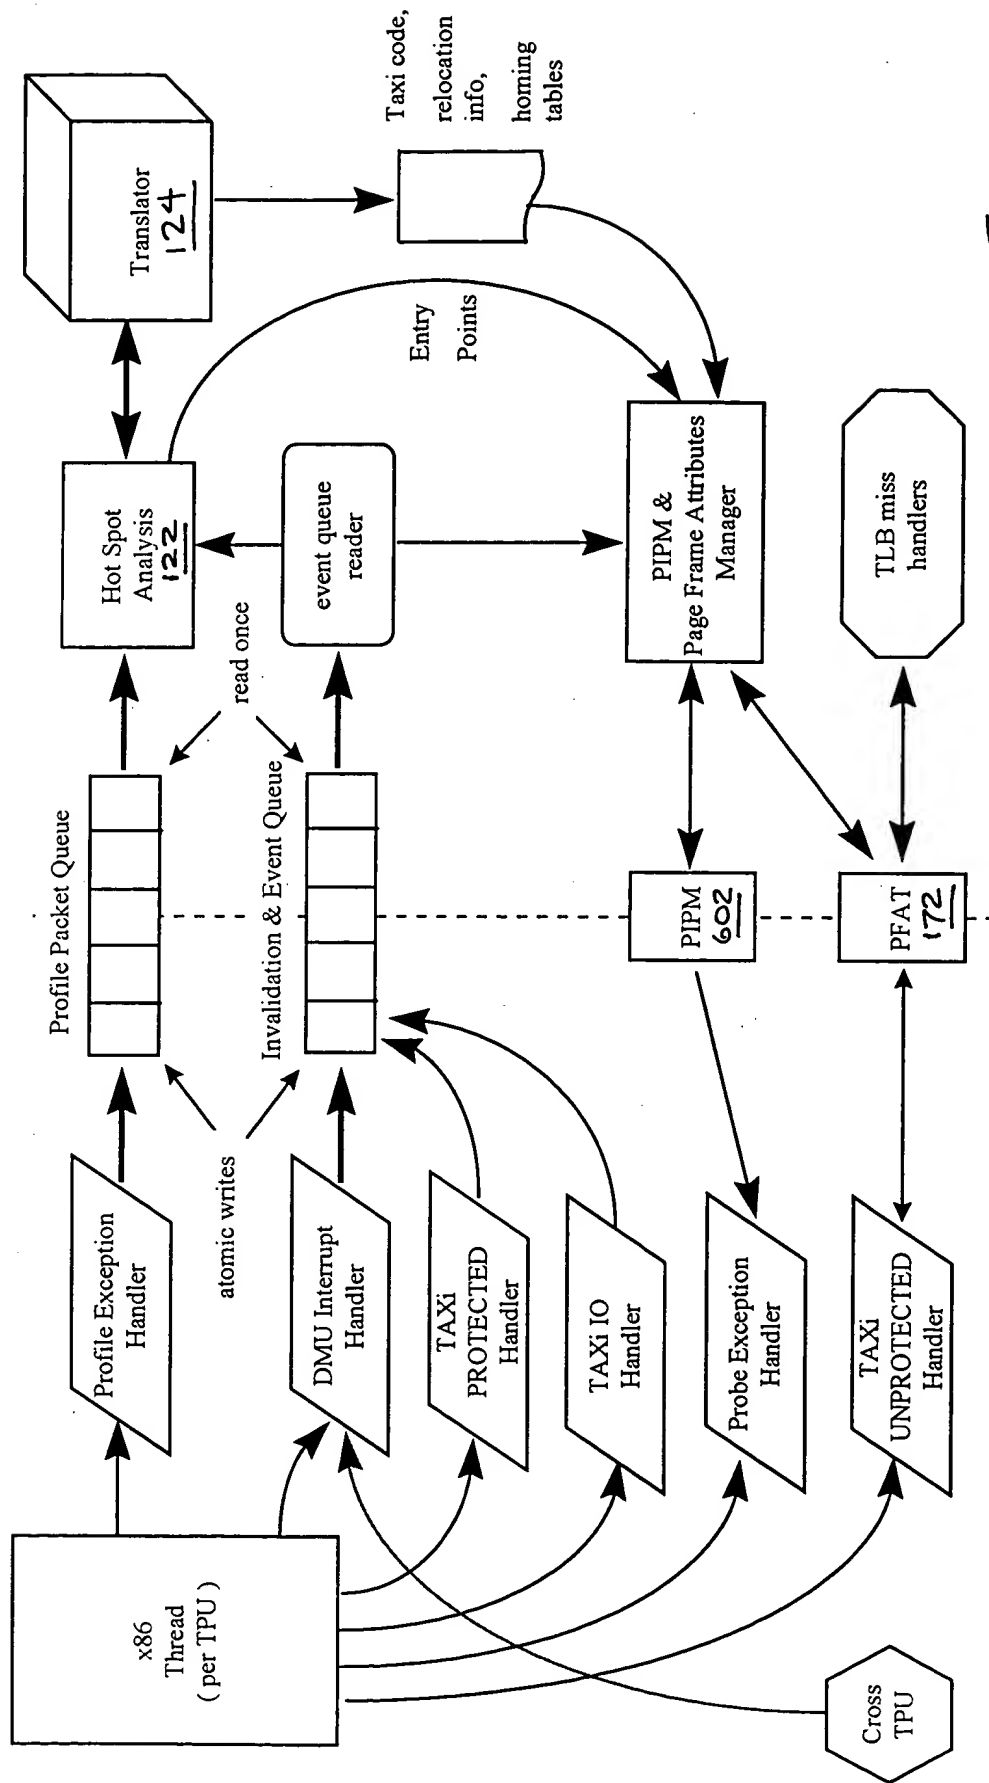 x86
Thread
( per TPU )
Cross
TPU
Profile Exception
Handler
DMU Interrupt
Handler
TAXi
PROTECTED
Handler
TAXi IO
Handler
Probe Exception
Handler
TAXi
UNPROTECTED
Handler
atomic writes
Profile Packet Queue
Invalidation & Event Queue
PIPM
602
PFAT
172
read once
Hot Spot
Analysis
122
event queue
reader
PIPM &
Page Frame Attributes
Manager
TLB miss
handlers
Entry
Points
Translator
124
Taxi code,
relocation
info,
homing
tables